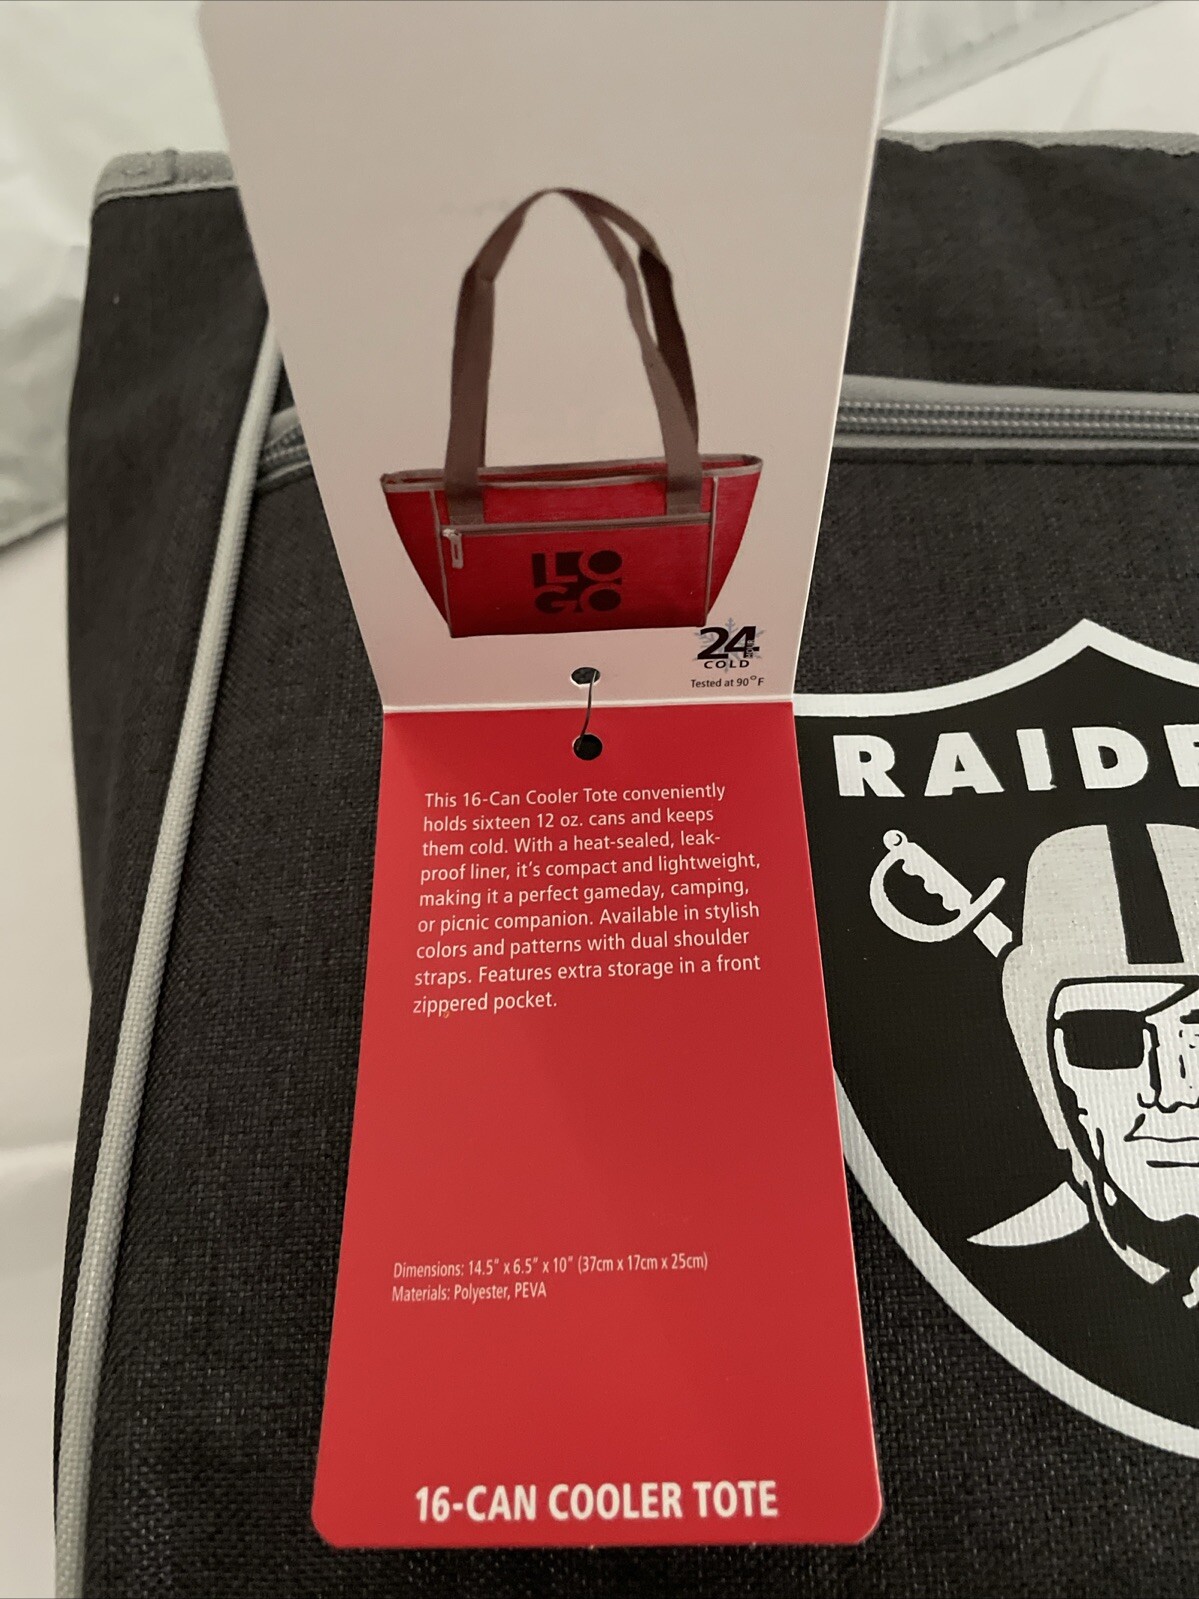 LO
GO
24
HOUR
COLD
Tested at 90°F
This 16-Can Cooler Tote conveniently
holds sixteen 12 oz. cans and keeps
them cold. With a heat-sealed, leak-
proof liner, it's compact and lightweight,
making it a perfect gameday, camping,
or picnic companion. Available in stylish
colors and patterns with dual shoulder
straps. Features extra storage in a front
zippered pocket.
Dimensions: 14.5" x 6.5" x 10" (37cm x 17cm x 25cm)
Materials: Polyester, PEVA
16-CAN COOLER TOTE
RAIDE